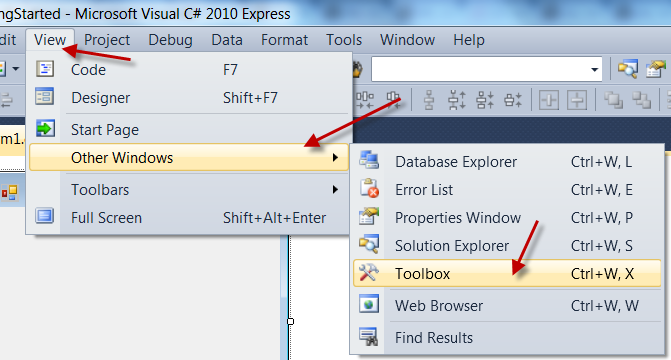 ngStarted - Microsoft Visual C# 2010 Express
dit View Project Debug Data Format Tools Window Help
Code F7
Designer Shift+F7
Start Page
m1.
Other Windows
Toolbars
Full Screen Shift+Alt+Enter
Database Explorer Ctrl+W, L
Error List Ctrl+W, E
Properties Window Ctrl+W, P
Solution Explorer Ctrl+W, S
Toolbox Ctrl+W, X
Web Browser Ctrl+W, W
Find Results